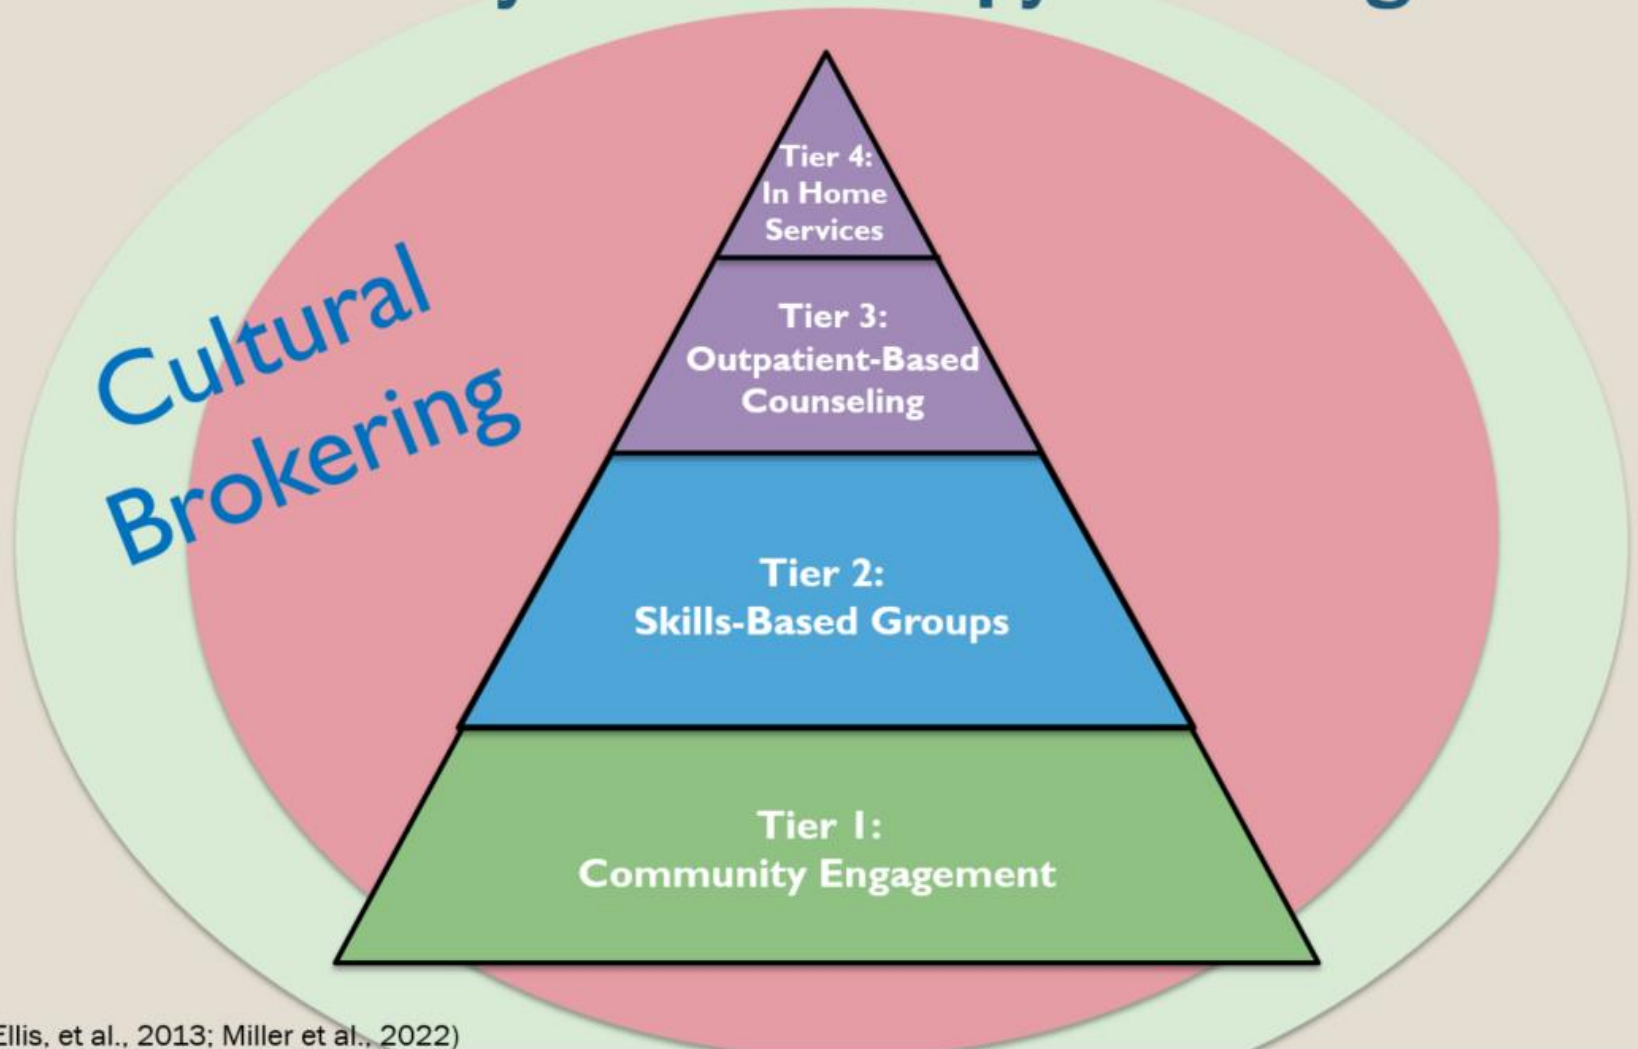 Tier 4:
In Home
Services
Cultural
Brokering
Tier 3:
Outpatient-Based
Counseling
Tier 2:
Skills-Based Groups
Tier 1:
Community Engagement
Ellis, et al., 2013; Miller et al., 2022)